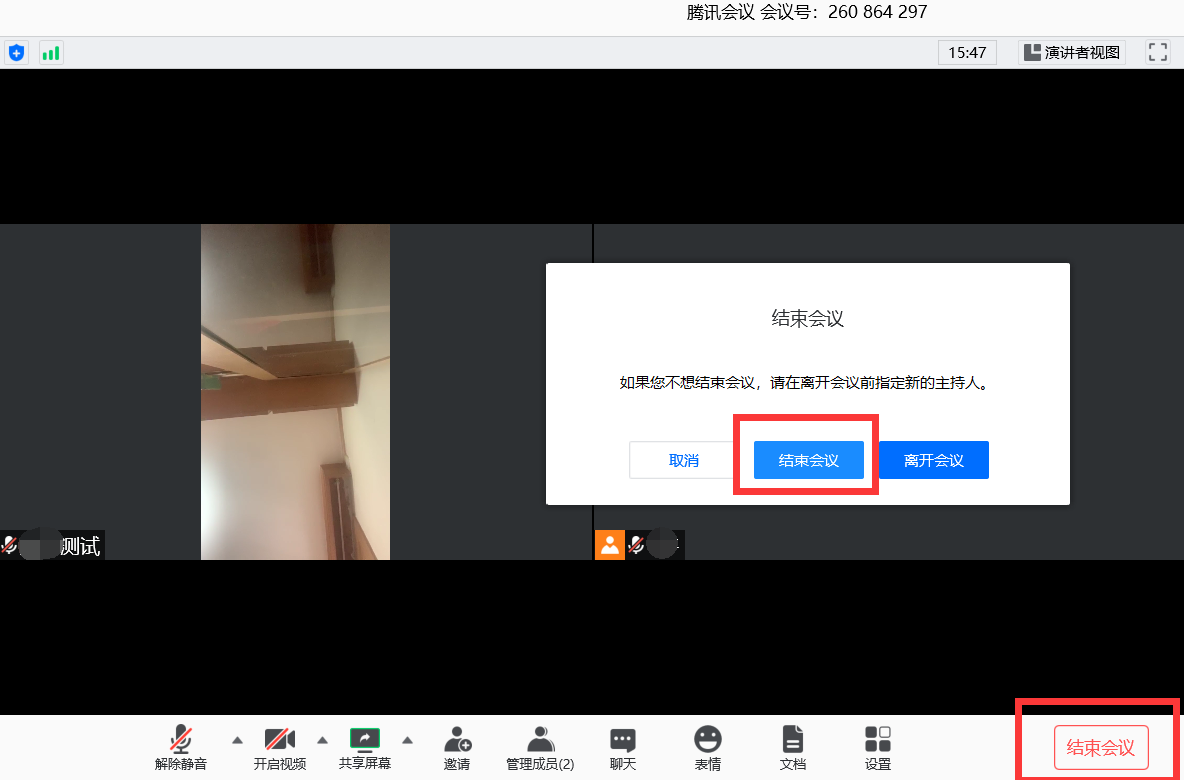 腾讯会议 会议号：260 864 297
15:47
演讲者视图
结束会议
如果您不想结束会议，请在离开会议前指定新的主持人。
取消
结束会议
离开会议
测试
解除静音
开启视频
共享屏幕
邀请
管理成员(2)
聊天
表情
文档
设置
结束会议